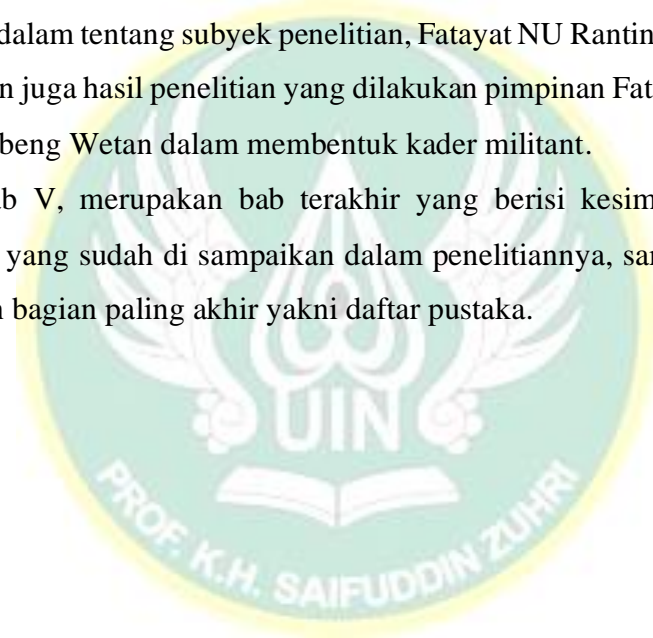 dalam tentang subyek penelitian, Fatayat NU
n juga hasil penelitian yang dilakukan pimpinan
beng Wetan dalam membentuk kader militant.
V, merupakan bab terakhir yang berisi
yang sudah di sampaikan dalam penelitiannya,
bagian paling akhir yakni daftar pustaka.
UIN
PROF. K.H. SAIFUDDIN ZUHRI